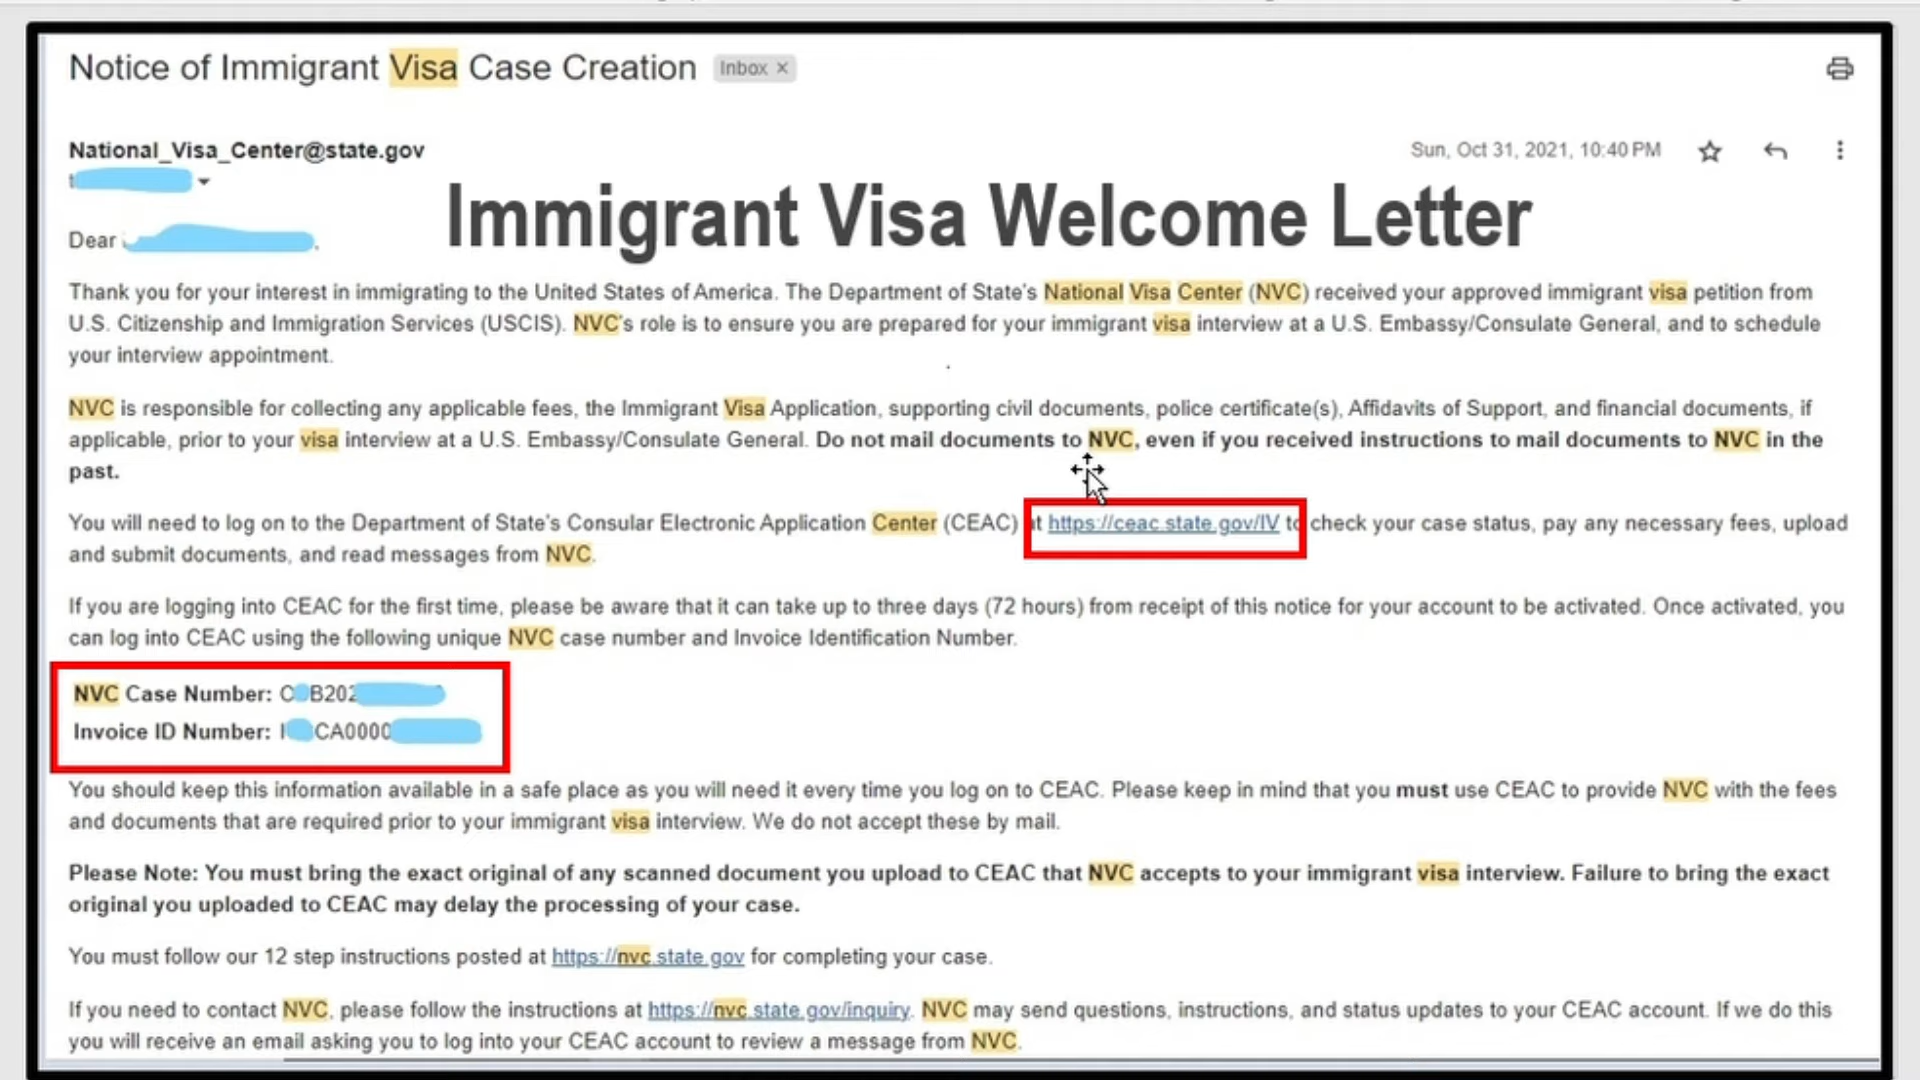 Notice of Immigrant Visa Case Creation Inbox ×
National_Visa_Center@state.gov
Sun, Oct 31, 2021, 10:40 PM
Immigrant Visa Welcome Letter
Dear
Thank you for your interest in immigrating to the United States of America. The Department of State's National Visa Center (NVC) received your approved immigrant visa petition from
U.S. Citizenship and Immigration Services (USCIS). NVC's role is to ensure you are prepared for your immigrant visa interview at a U.S. Embassy/Consulate General, and to schedule
your interview appointment.
NVC is responsible for collecting any applicable fees, the Immigrant Visa Application, supporting civil documents, police certificate(s), Affidavits of Support, and financial documents, if
applicable, prior to your visa interview at a U.S. Embassy/Consulate General. Do not mail documents to NVC, even if you received instructions to mail documents to NVC in the
past.
You will need to log on to the Department of State's Consular Electronic Application Center (CEAC) at https://ceac.state.gov/IV to check your case status, pay any necessary fees, upload
and submit documents, and read messages from NVC.
If you are logging into CEAC for the first time, please be aware that it can take up to three days (72 hours) from receipt of this notice for your account to be activated. Once activated, you
can log into CEAC using the following unique NVC case number and Invoice Identification Number.
NVC Case Number: C B202
Invoice ID Number: I CA0000
You should keep this information available in a safe place as you will need it every time you log on to CEAC. Please keep in mind that you must use CEAC to provide NVC with the fees
and documents that are required prior to your immigrant visa interview. We do not accept these by mail.
Please Note: You must bring the exact original of any scanned document you upload to CEAC that NVC accepts to your immigrant visa interview. Failure to bring the exact
original you uploaded to CEAC may delay the processing of your case.
You must follow our 12 step instructions posted at https://nvc.state.gov for completing your case.
If you need to contact NVC, please follow the instructions at https://nvc.state.gov/inquiry. NVC may send questions, instructions, and status updates to your CEAC account. If we do this
you will receive an email asking you to log into your CEAC account to review a message from NVC.